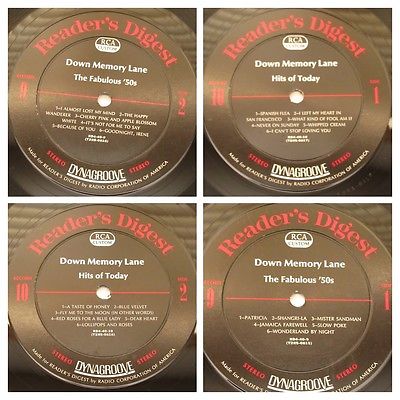 Reader's Digest
RCA
CUSTOM
Down Memory Lane
The Fabulous '50s
RECORD
9
SIDE
2
1—I ALMOST LOST MY MIND 2—THE HAPPY
WANDERER 3—CHERRY PINK AND APPLE BLOSSOM
WHITE 4—IT'S NOT FOR ME TO SAY
5—BECAUSE OF YOU 6—GOODNIGHT, IRENE
STEREO STEREO
DYNAGROOVE
Made for READER'S DIGEST by RADIO CORPORATION OF AMERICA
Reader's Digest
RCA
CUSTOM
Down Memory Lane
Hits of Today
10
SIDE
1
1—SPANISH FLEA 2—I LEFT MY HEART IN
SAN FRANCISCO 3—WHAT KIND OF FOOL AM I?
4—NEVER ON SUNDAY 5—WHIPPED CREAM
6—I CAN'T STOP LOVING YOU
STEREO STEREO
DYNAGROOVE
Made for READER'S DIGEST by RADIO CORPORATION OF AMERICA
Reader's Digest
RCA
CUSTOM
Down Memory Lane
Hits of Today
RECORD
10
SIDE
2
1—A TASTE OF HONEY 2—BLUE VELVET
3—FLY ME TO THE MOON (IN OTHER WORDS)
4—RED ROSES FOR A BLUE LADY 5—DEAR HEART
6—LOLLIPOPS AND ROSES
STEREO STEREO
DYNAGROOVE
Made for READER'S DIGEST by RADIO CORPORATION OF AMERICA
Reader's Digest
RCA
CUSTOM
Down Memory Lane
The Fabulous '50s
9
SIDE
1
1—PATRICIA 2—SHANGRI-LA 3—MISTER SANDMAN
4—JAMAICA FAREWELL 5—SLOW POKE
6—WONDERLAND BY NIGHT
STEREO STEREO
DYNAGROOVE
Made for READER'S DIGEST by RADIO CORPORATION OF AMERICA